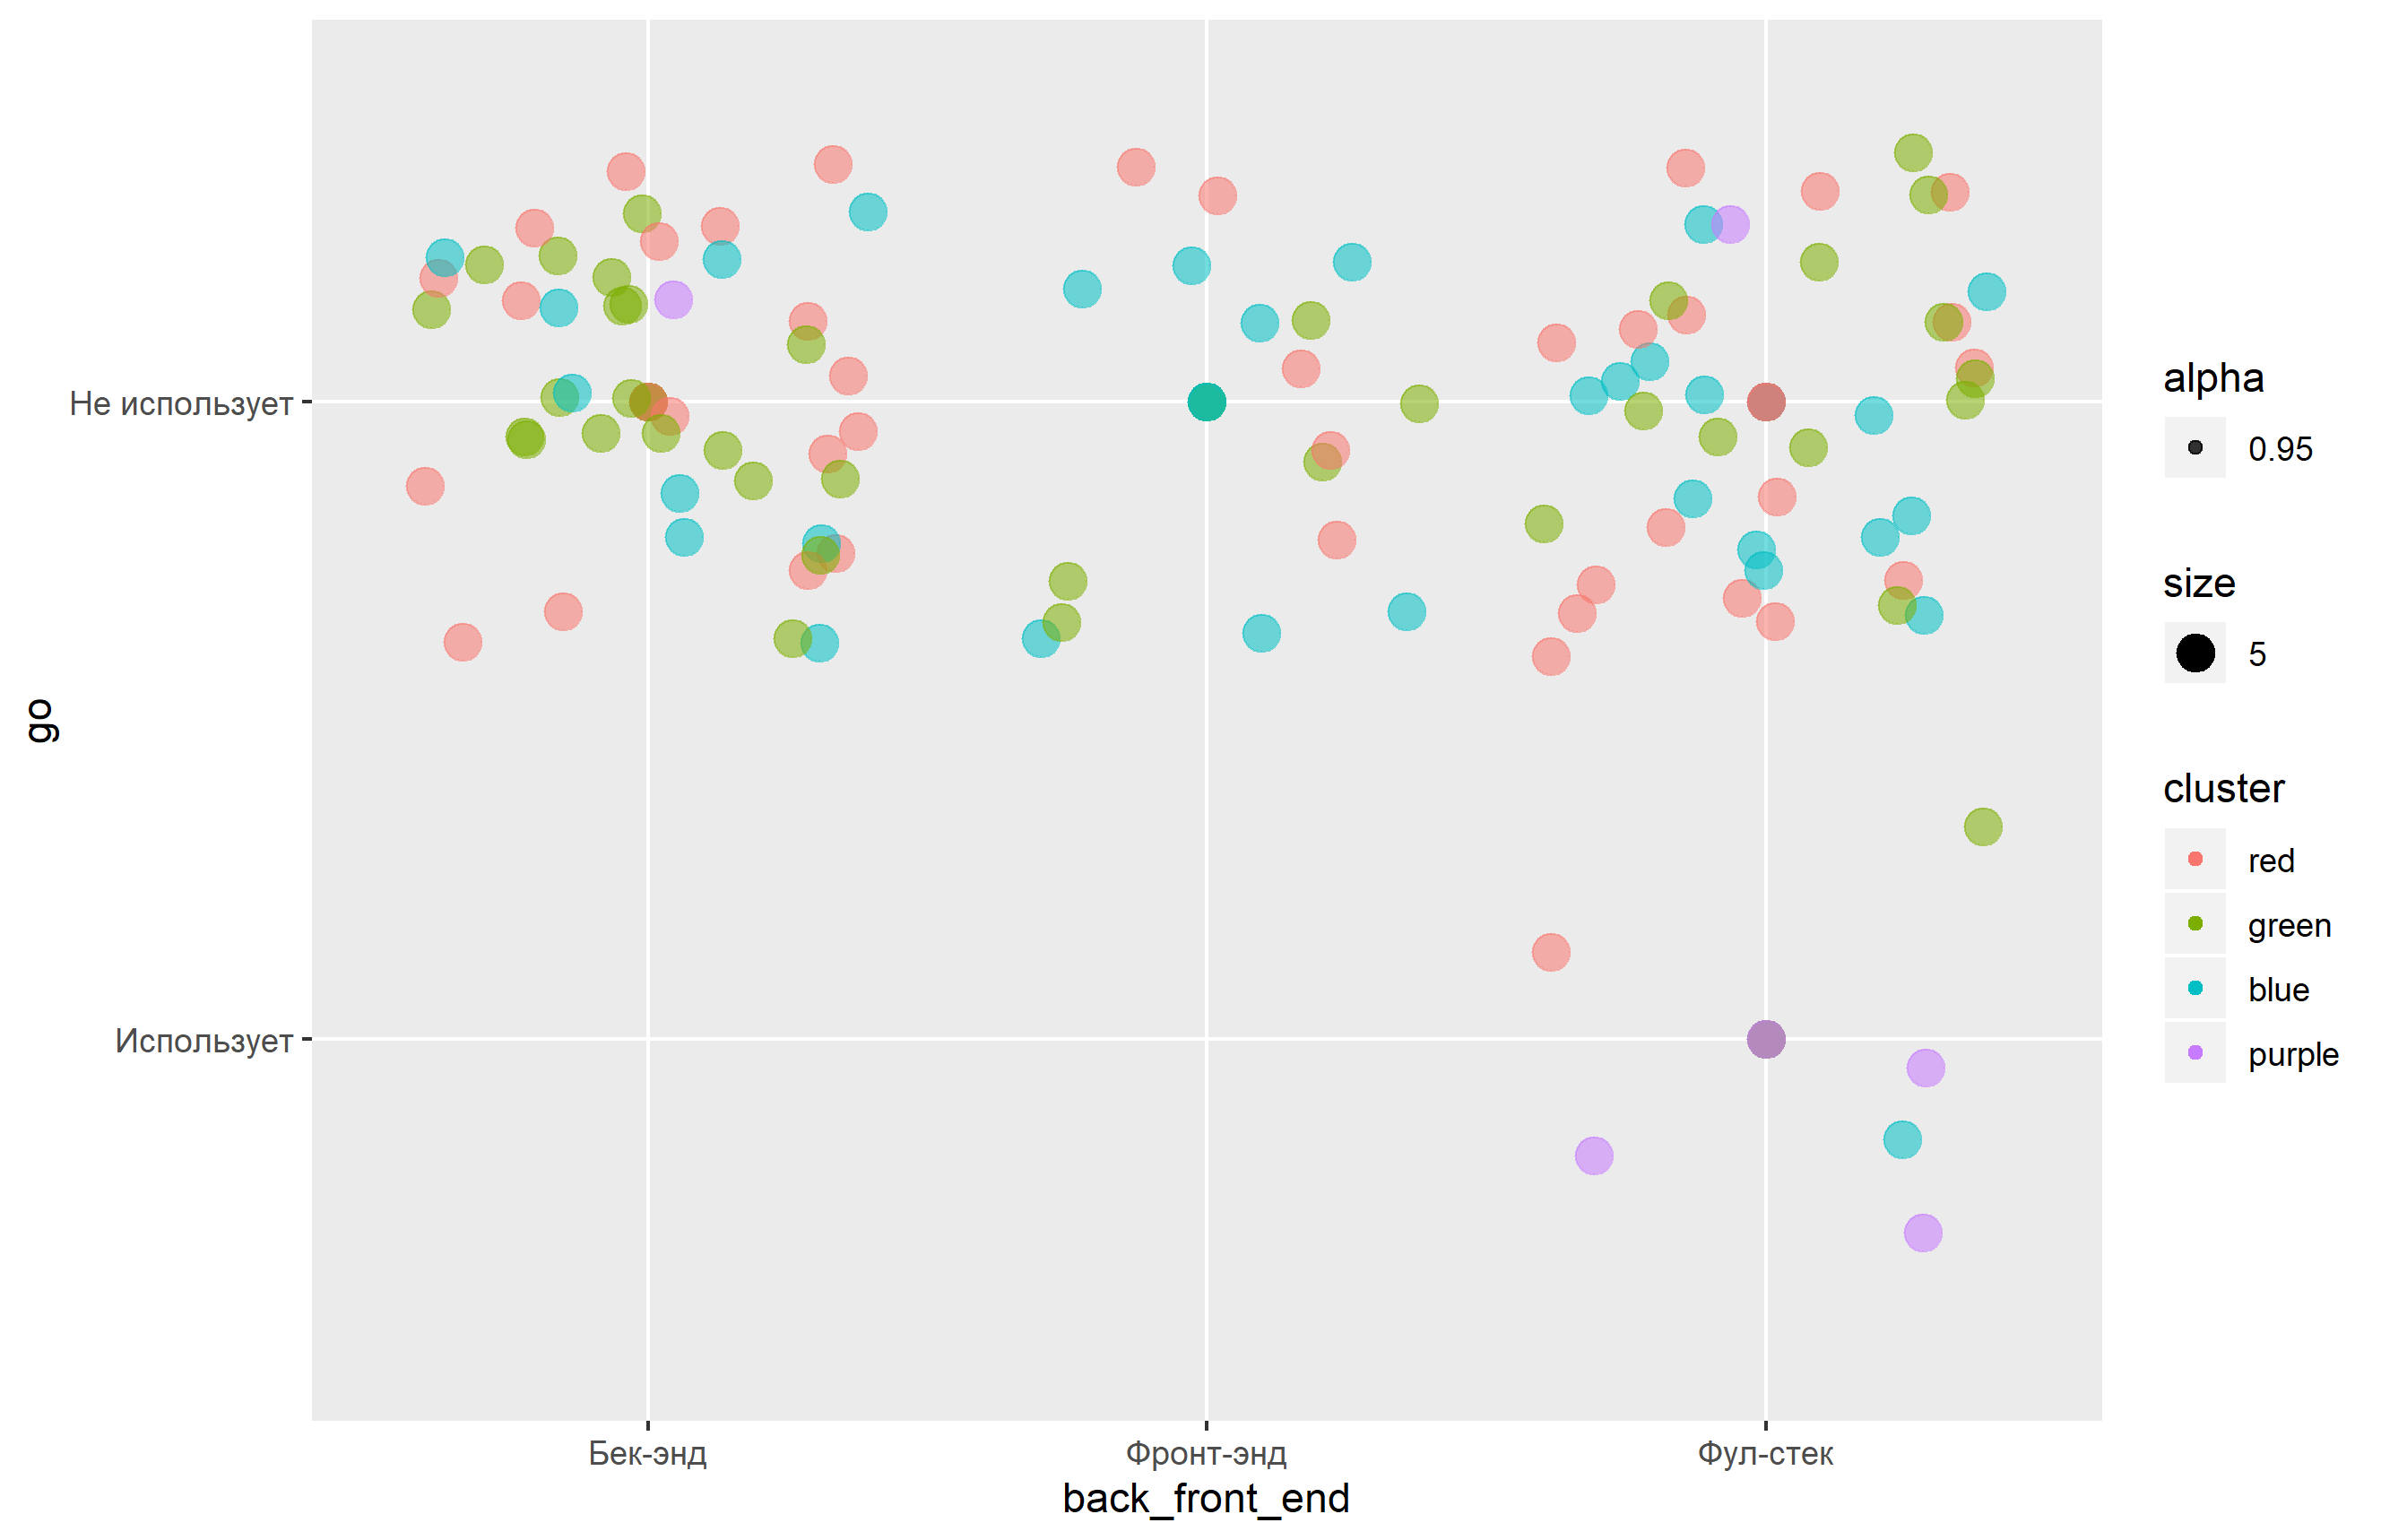 go
Не использует
Использует
Бек-энд
Фронт-энд
Фул-стек
back_front_end
alpha
0.95
size
5
cluster
red
green
blue
purple